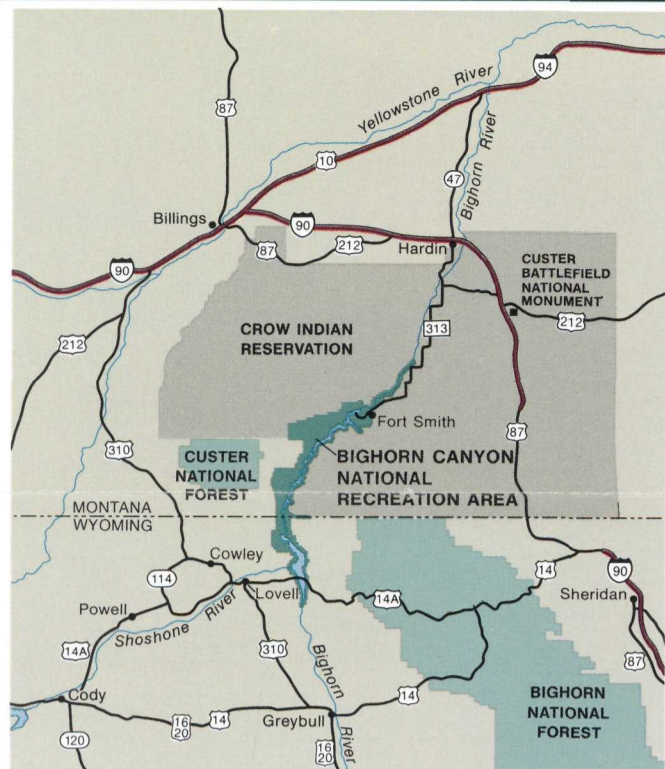 94
87
Yellowstone River
10
47
Bighorn River
Billings
90
87
212
Hardin
90
CUSTER
BATTLEFIELD
NATIONAL
MONUMENT
212
CROW INDIAN
RESERVATION
313
212
Fort Smith
310
CUSTER
NATIONAL
FOREST
BIGHORN CANYON
NATIONAL
RECREATION AREA
87
MONTANA
WYOMING
Cowley
114
Lovell
14A
14
90
Sheridan
Powell
Shoshone River
14A
310
Bighorn River
87
Cody
14
BIGHORN
NATIONAL
FOREST
120
16
20
14
Greybull
16
20